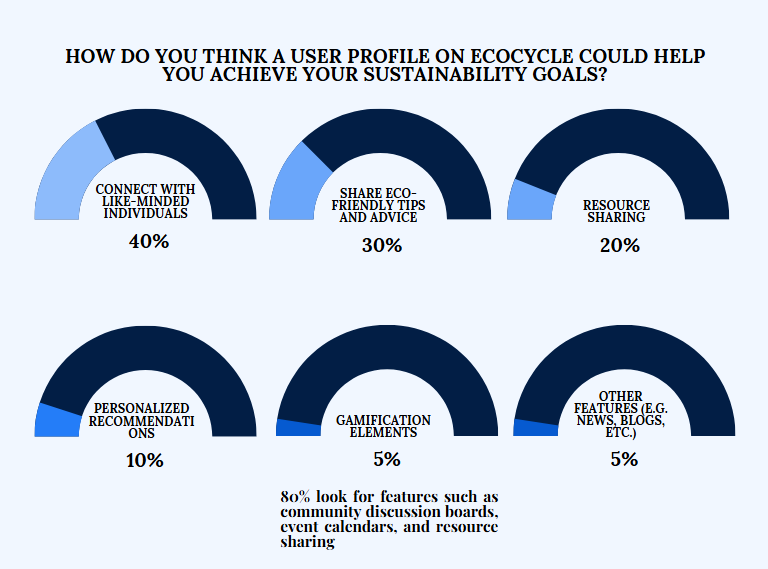 HOW DO YOU THINK A USER PROFILE ON ECOCYCLE COULD HELP
YOU ACHIEVE YOUR SUSTAINABILITY GOALS?
CONNECT WITH
LIKE-MINDED
INDIVIDUALS
40%
SHARE ECO-
FRIENDLY TIPS
AND ADVICE
30%
RESOURCE
SHARING
20%
PERSONALIZED
RECOMMENDATI
ONS
10%
GAMIFICATION
ELEMENTS
5%
OTHER
FEATURES (E.G.
NEWS, BLOGS,
ETC.)
5%
80% look for features such as
community discussion boards,
event calendars, and resource
sharing